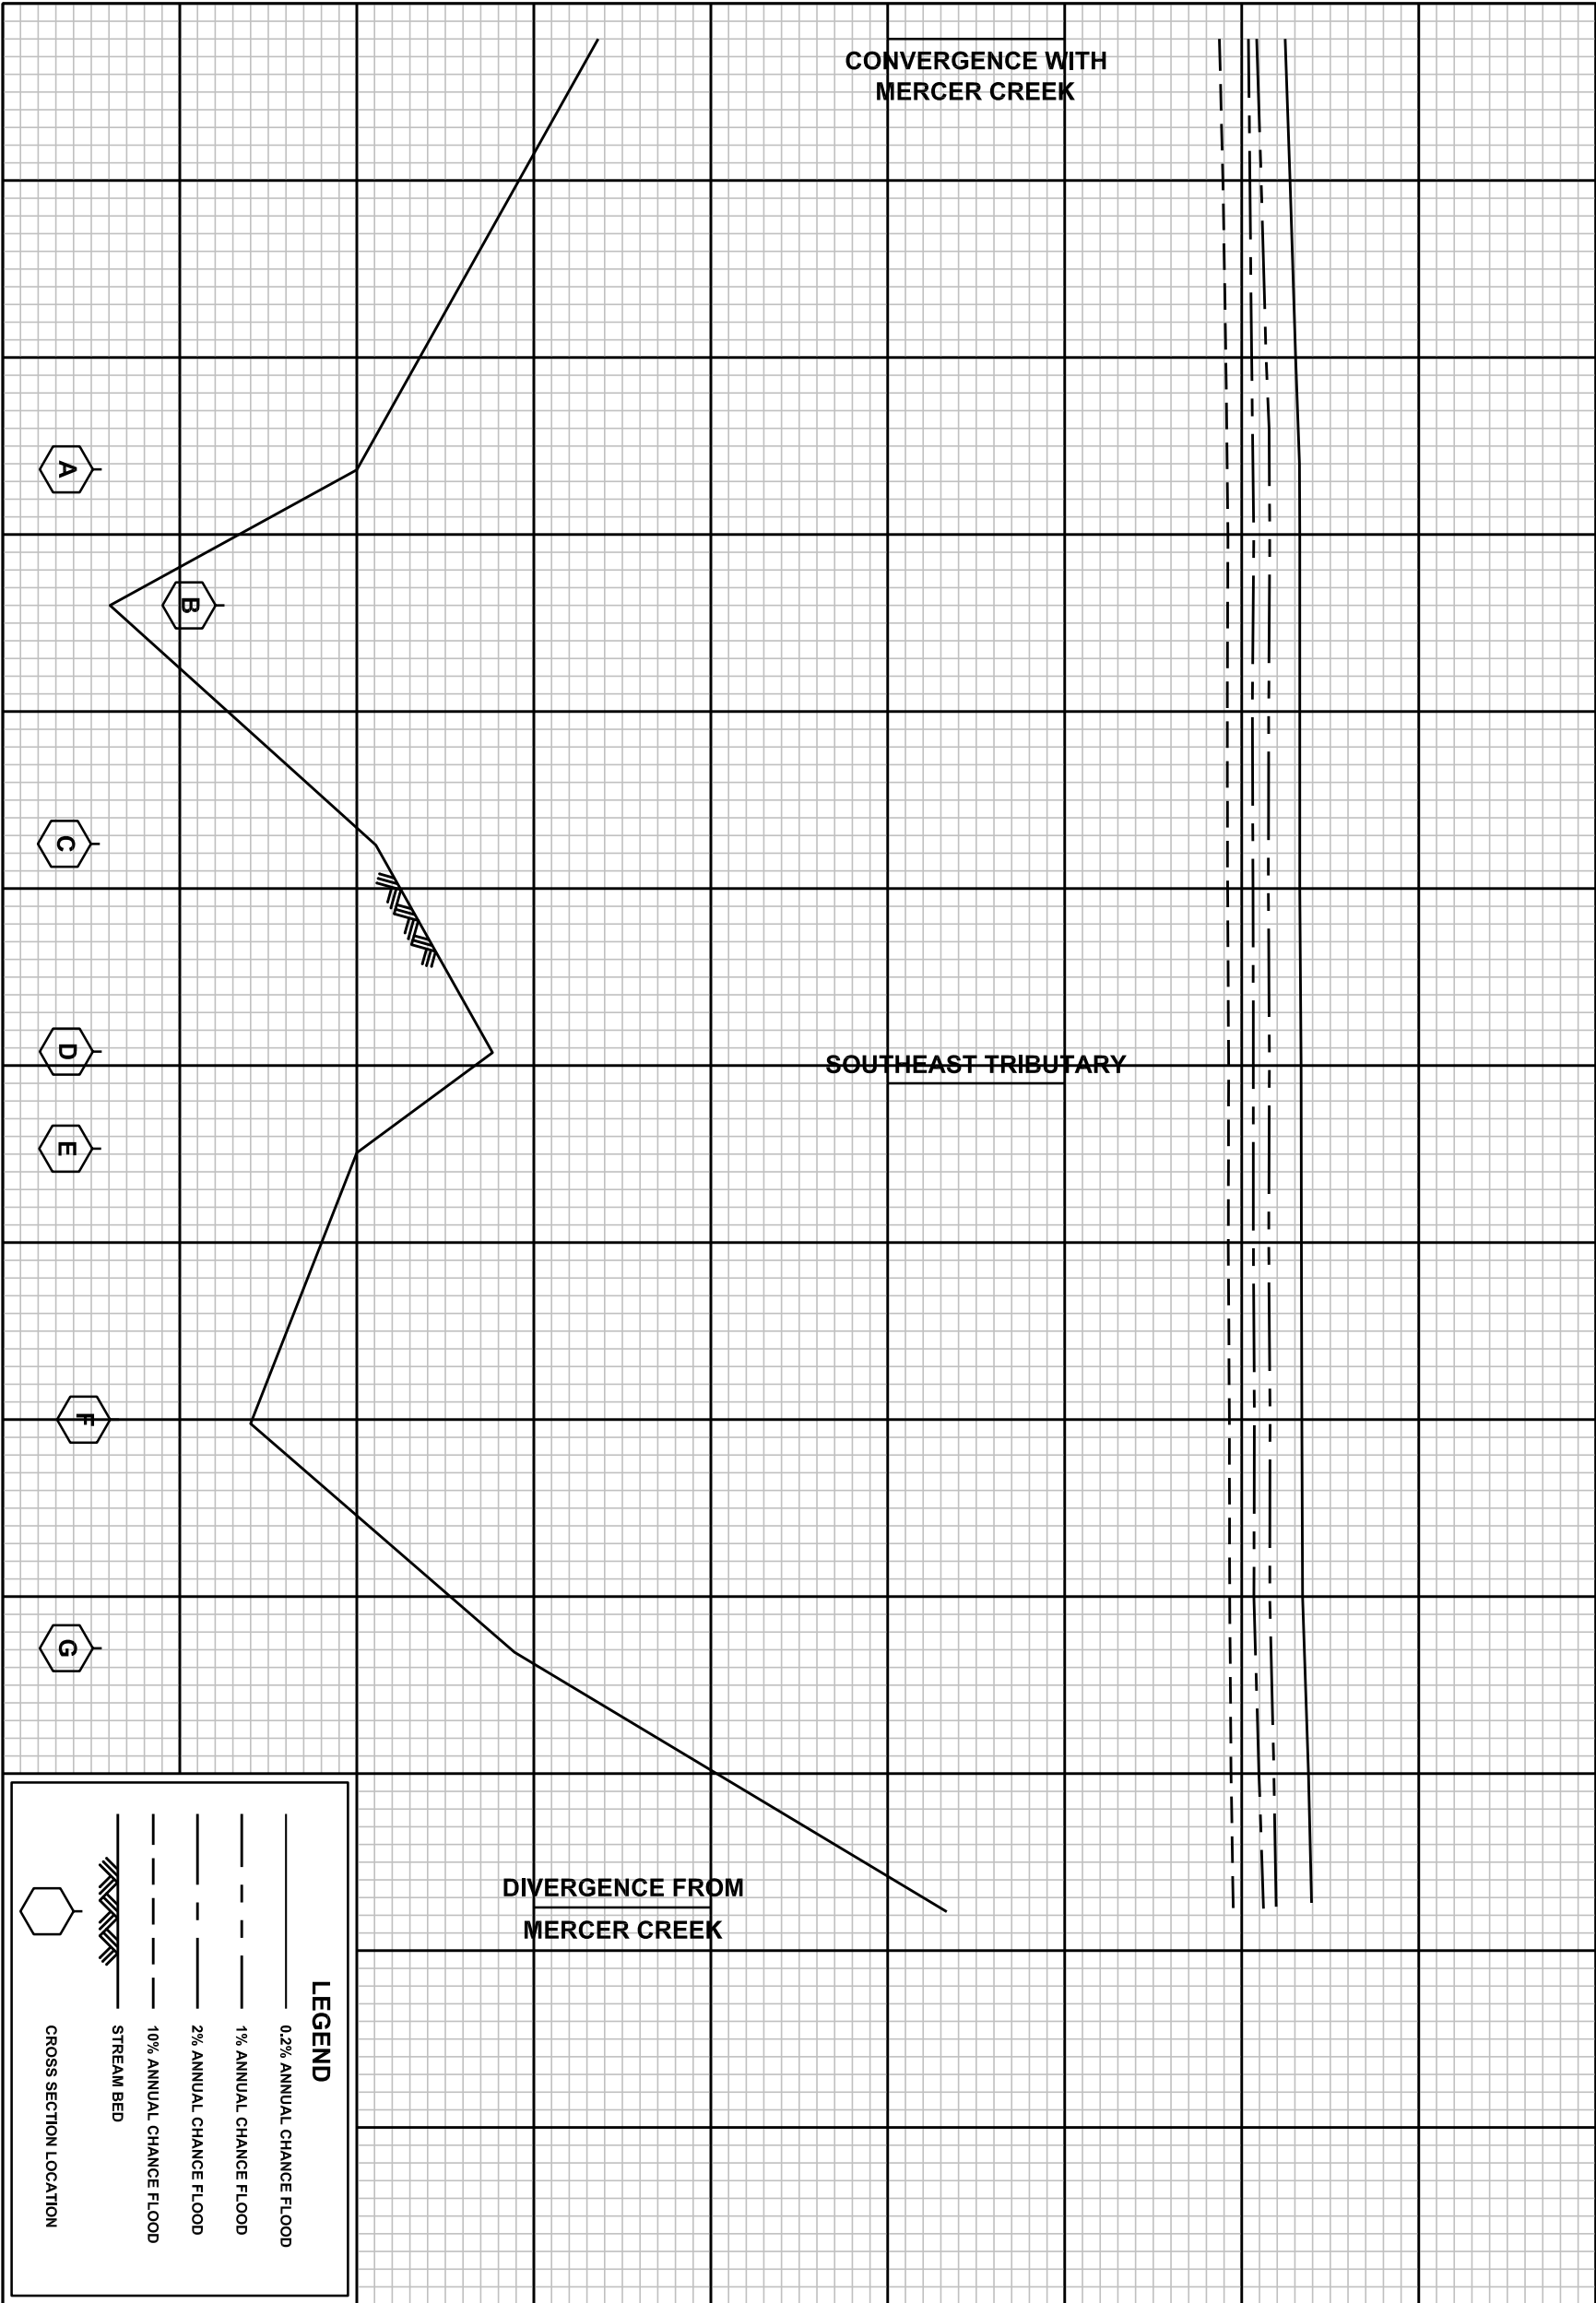 CONVERGENCE WITH
MERCER CREEK
A
B
C
D
SOUTHEAST TRIBUTARY
E
F
G
DIVERGENCE FROM
MERCER CREEK
LEGEND
0.2% ANNUAL CHANCE FLOOD
1% ANNUAL CHANCE FLOOD
2% ANNUAL CHANCE FLOOD
10% ANNUAL CHANCE FLOOD
STREAM BED
CROSS SECTION LOCATION